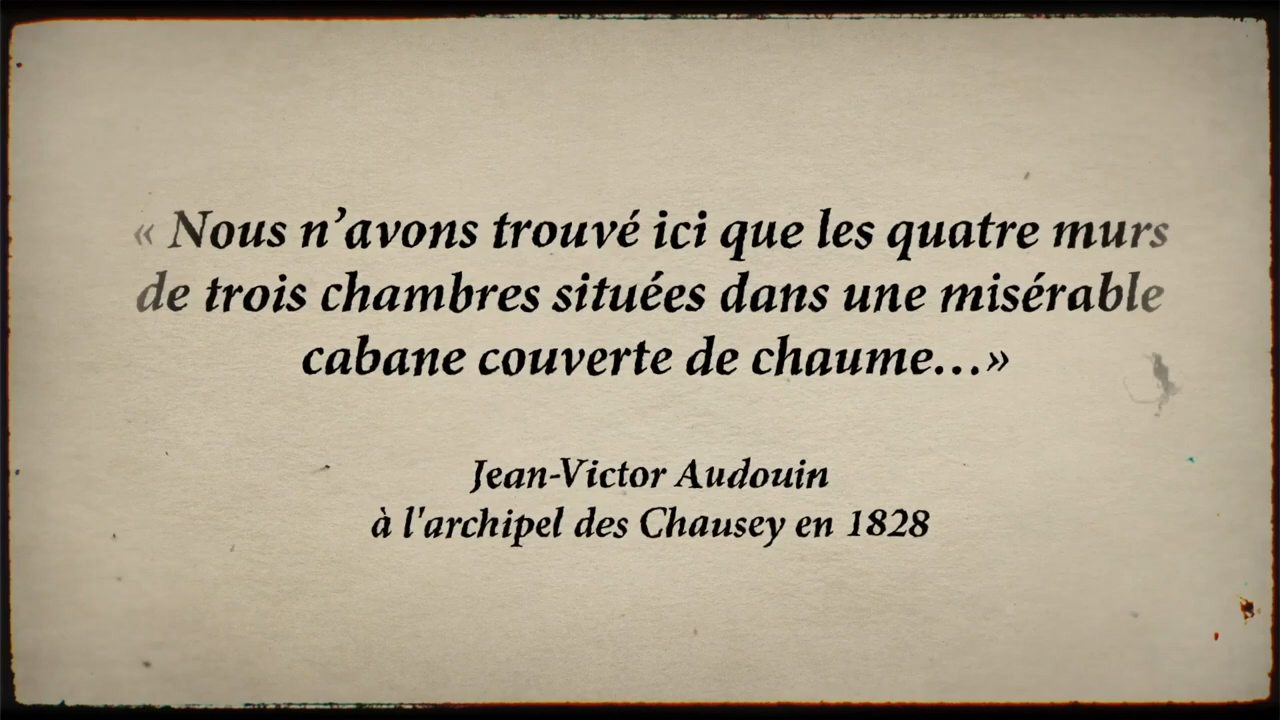 « Nous n’avons trouvé ici que les quatre murs
de trois chambres situées dans une misérable
cabane couverte de chaume...»
Jean-Victor Audouin
à l'archipel des Chausey en 1828